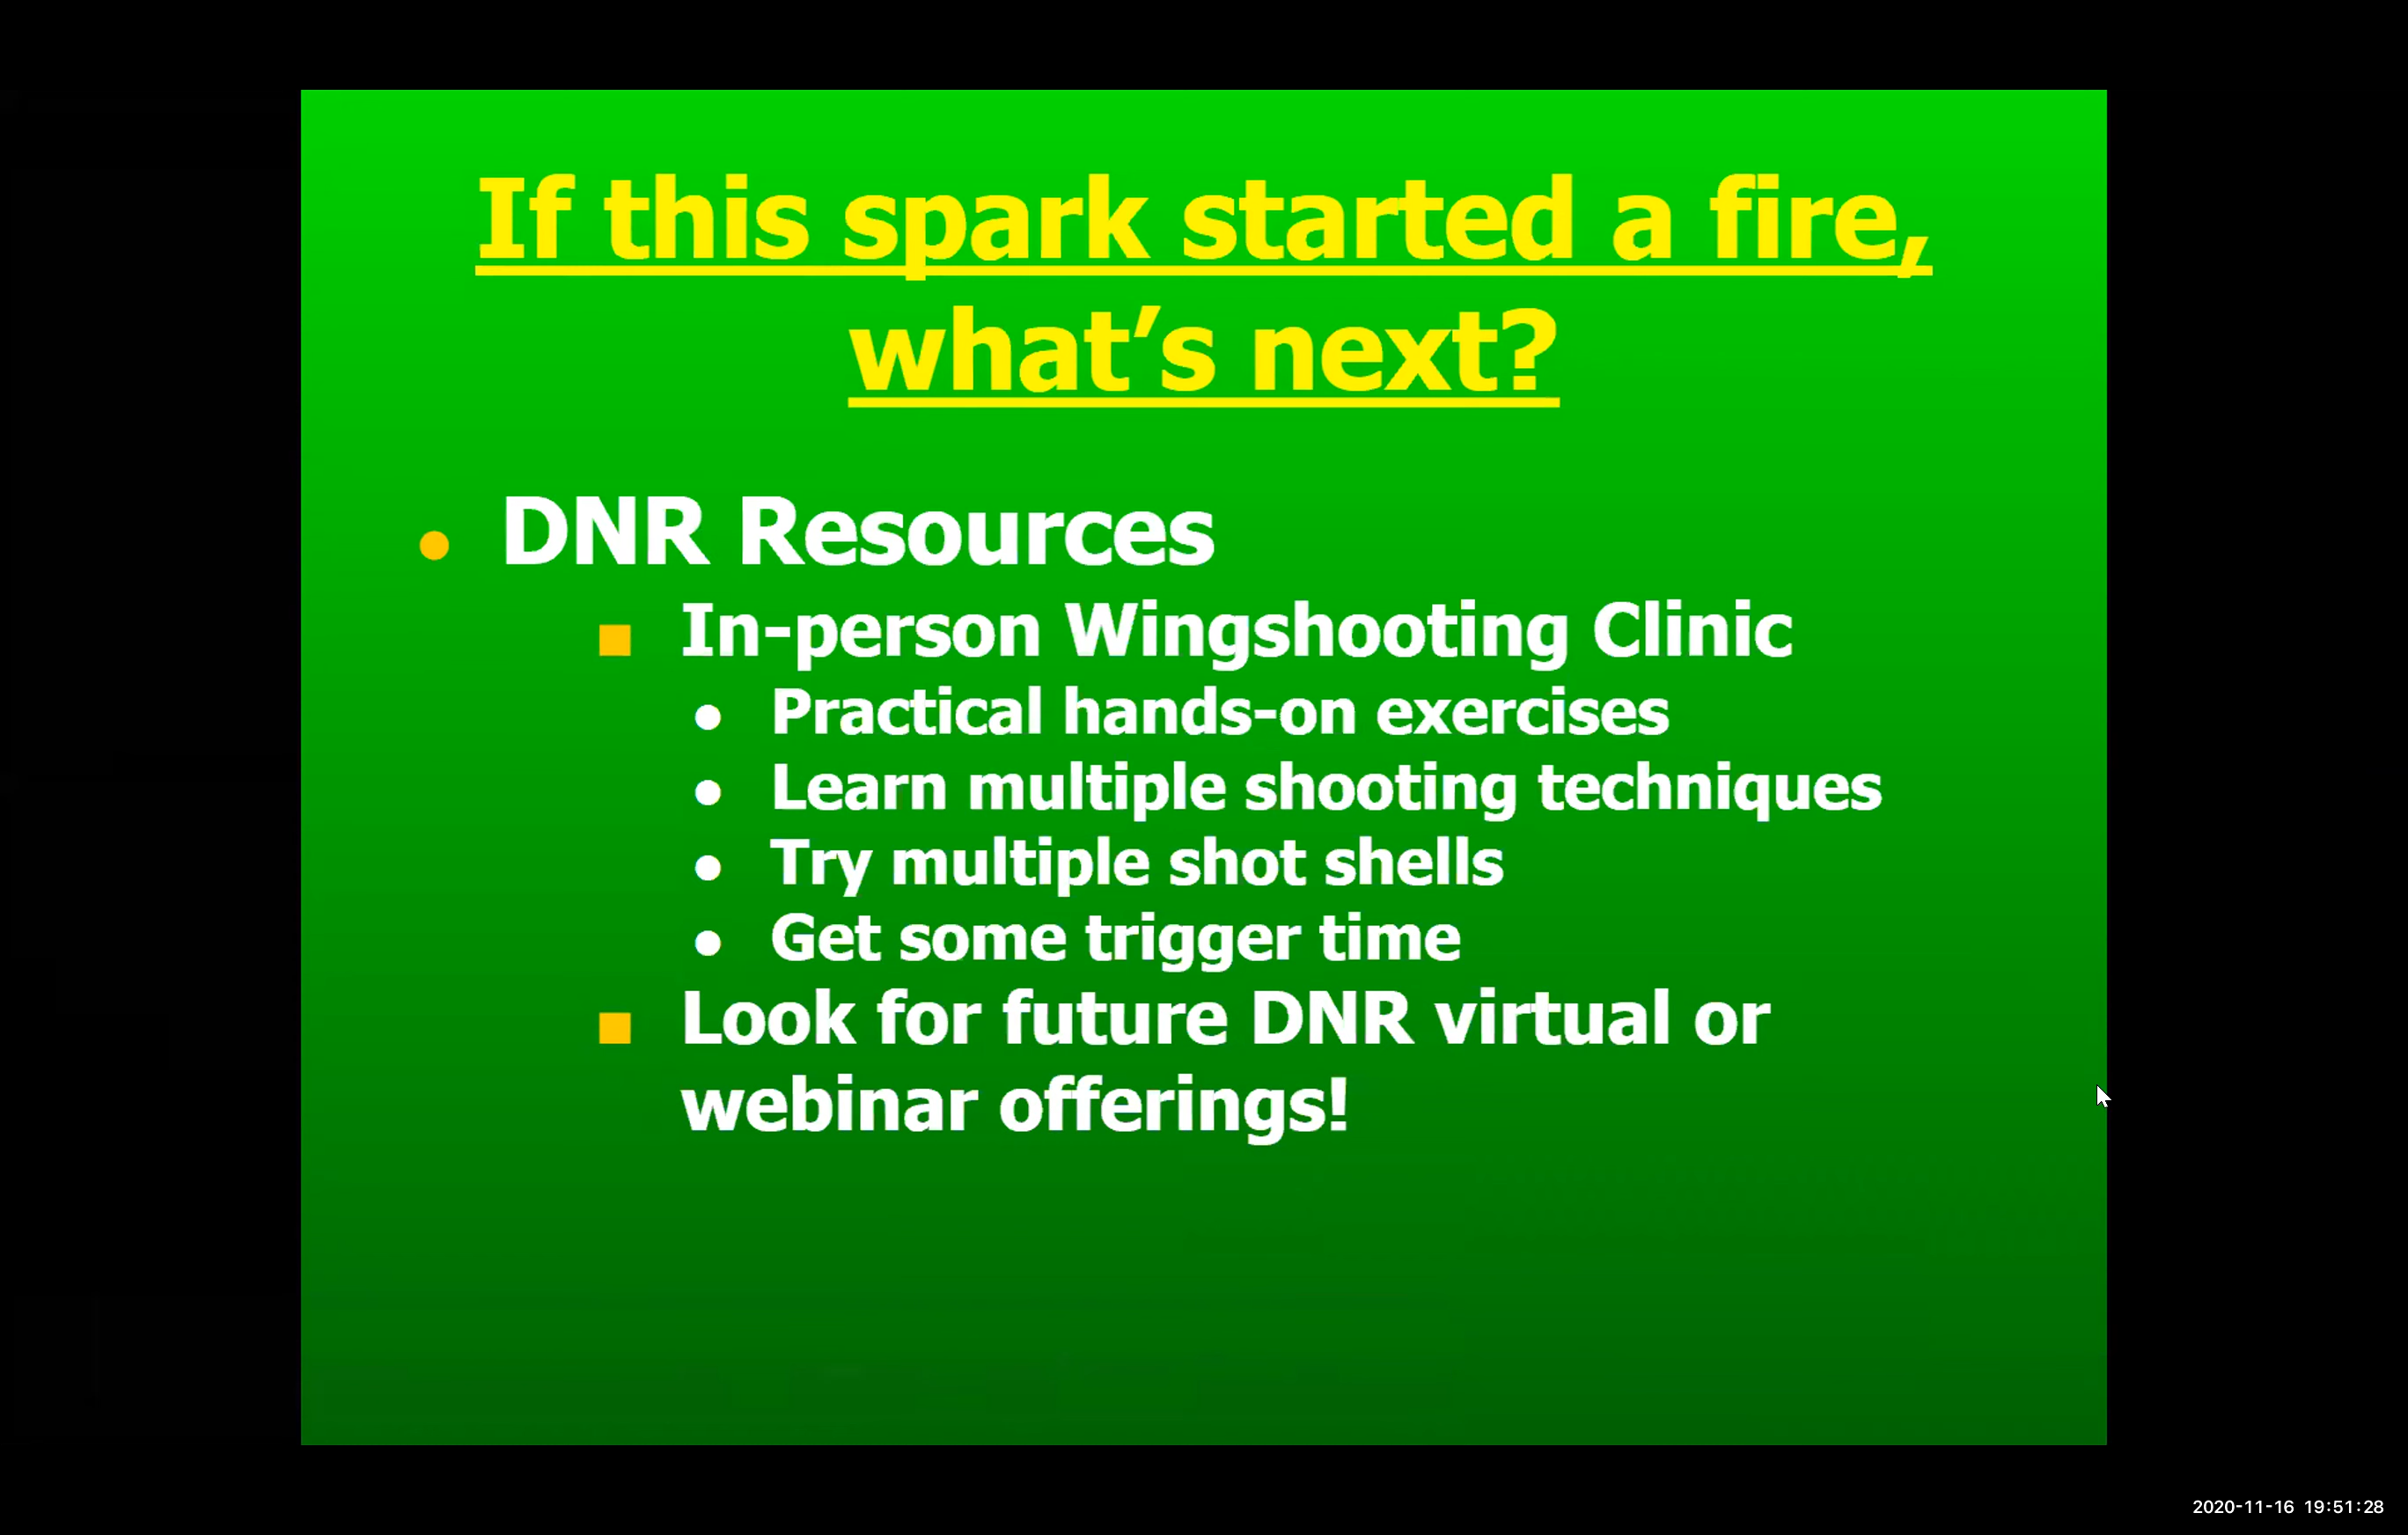 If this spark started a fire,
what’s next?
DNR Resources
In-person Wingshooting Clinic
Practical hands-on exercises
Learn multiple shooting techniques
Try multiple shot shells
Get some trigger time
Look for future DNR virtual or
webinar offerings!
2020-11-16 19:51:28